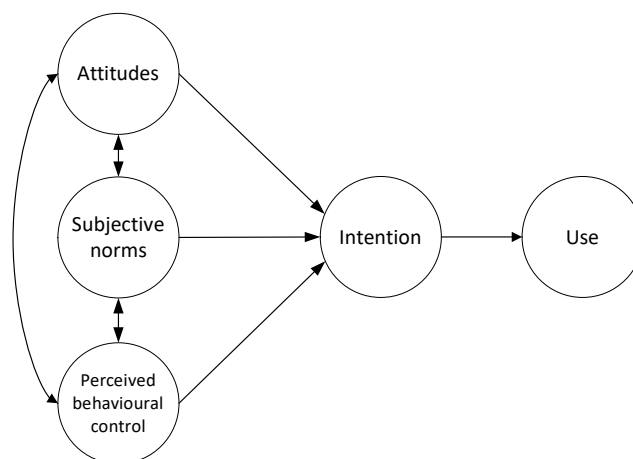 Attitudes
Subjective
norms
Intention
Use
Perceived
behavioural
control